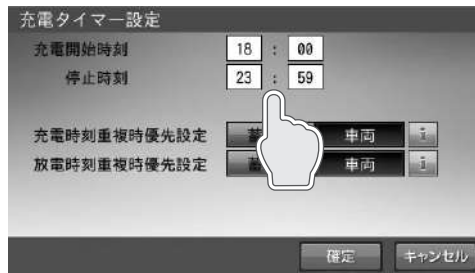 充電タイマー設定
充電開始時刻 18 : 00
停止時刻 23 : 59
充電時刻重複時優先設定 車両 i
放電時刻重複時優先設定 車両 i
確定 キャンセル